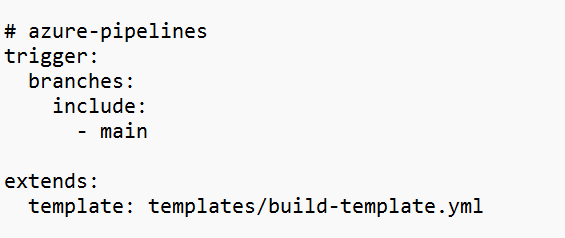 # azure-pipelines
trigger:
  branches:
    include:
      - main

extends:
  template: templates/build-template.yml